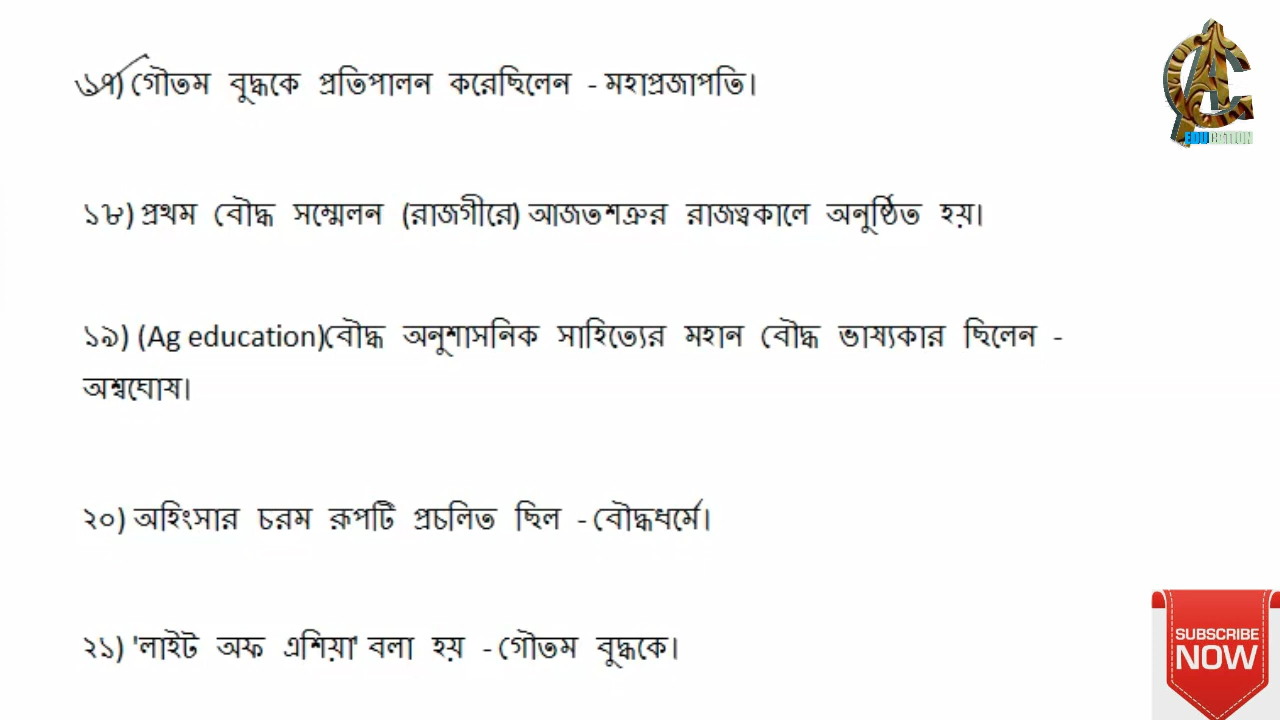 ১৭) গৌতম বুদ্ধকে প্রতিপালন করেছিলেন - মহাপ্রজাপতি।
১৮) প্রথম বৌদ্ধ সম্মেলন (রাজগীরে) আজতশত্রুর রাজত্বকালে অনুষ্ঠিত হয়।
১৯) (Ag education)বৌদ্ধ অনুশাসনিক সাহিত্যের মহান বৌদ্ধ ভাষ্যকার ছিলেন -
অশ্বঘোষ।
২০) অহিংসার চরম রূপটি প্রচলিত ছিল - বৌদ্ধধর্মে।
২১) 'লাইট অফ এশিয়া' বলা হয় - গৌতম বুদ্ধকে।
EDUCATION
SUBSCRIBE
NOW